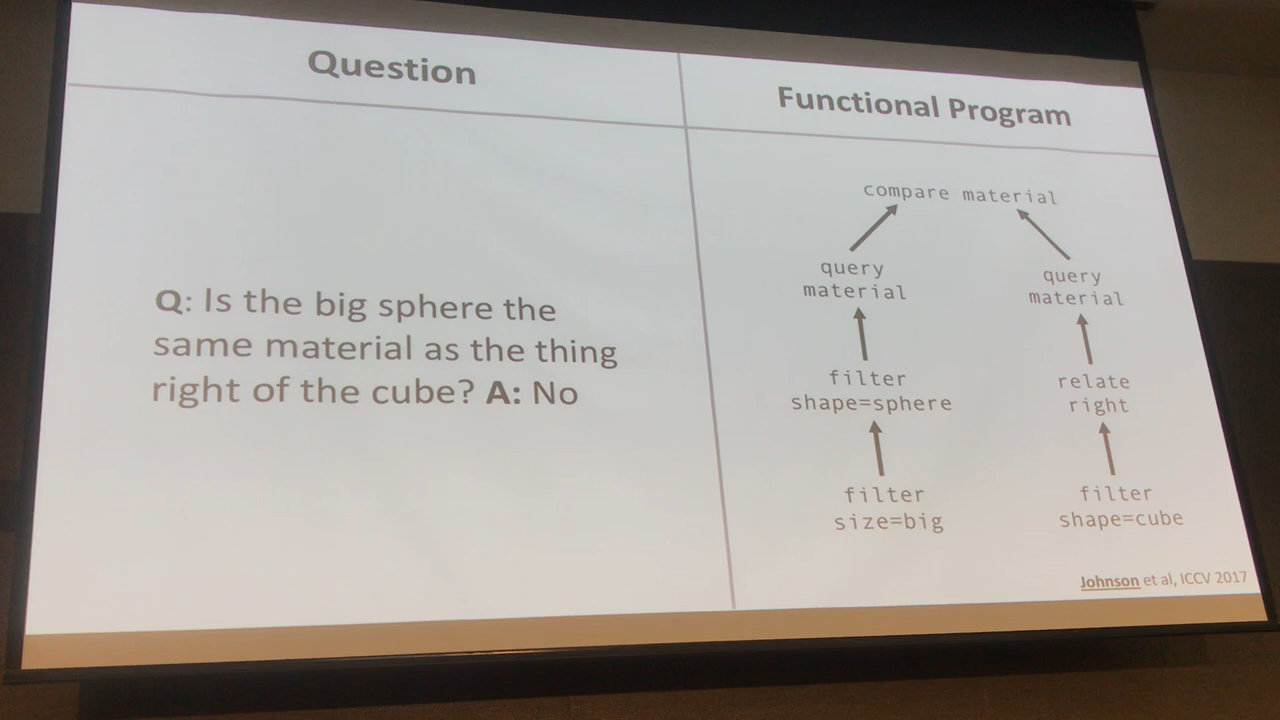 Question
Q: Is the big sphere the
same material as the thing
right of the cube? A: No
Functional Program
compare material
query
material
filter
shape=sphere
filter
size=big
query
material
relate
right
filter
shape=cube
Johnson et al, ICCV 2017